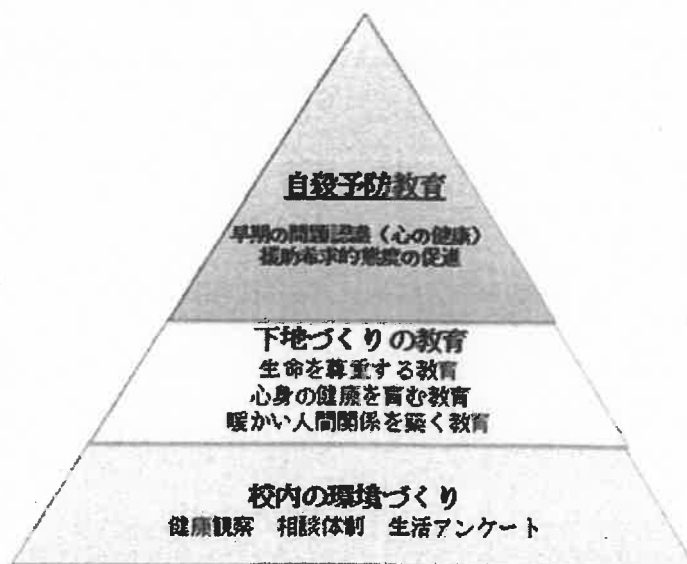 自殺予防教育
早期の問題認識（心の健康）
援助希求的態度の促進
下地づくりの教育
生命を尊重する教育
心身の健康を育む教育
暖かい人間関係を築く教育
校内の環境づくり
健康観察　相談体制　生活アンケート